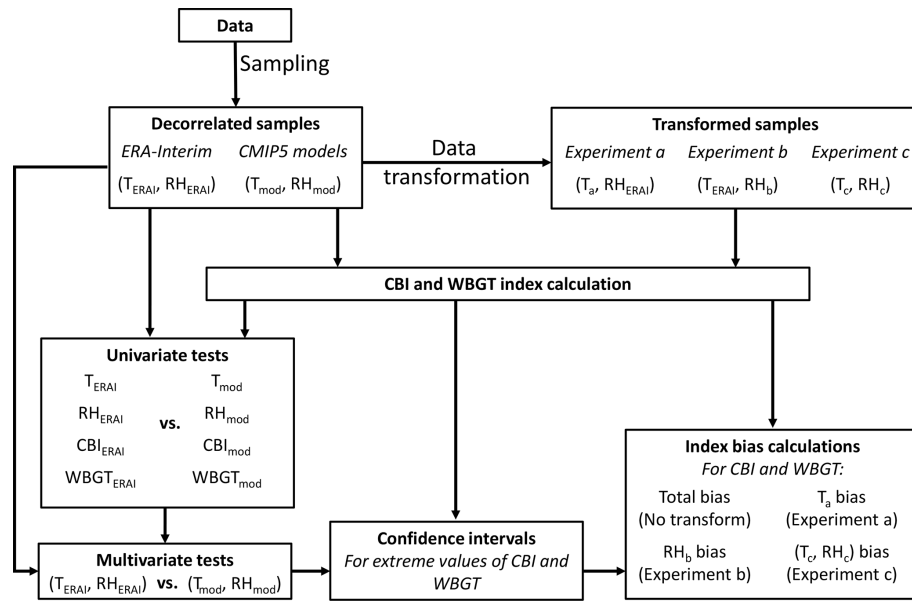 Data
Sampling
Decorrelated samples
ERA-Interim CMIP5 models
(T_ERAI, RH_ERAI) (T_mod, RH_mod)
Data
transformation
Transformed samples
Experiment a Experiment b Experiment c
(T_a, RH_ERAI) (T_ERAI, RH_b) (T_c, RH_c)
CBI and WBGT index calculation
Univariate tests
T_ERAI T_mod
RH_ERAI RH_mod
vs.
CBI_ERAI CBI_mod
WBGT_ERAI WBGT_mod
Multivariate tests
(T_ERAI, RH_ERAI) vs. (T_mod, RH_mod)
Confidence intervals
For extreme values of CBI and
WBGT
Index bias calculations
For CBI and WBGT:
Total bias T_a bias
(No transform) (Experiment a)
RH_b bias (T_c, RH_c) bias
(Experiment b) (Experiment c)